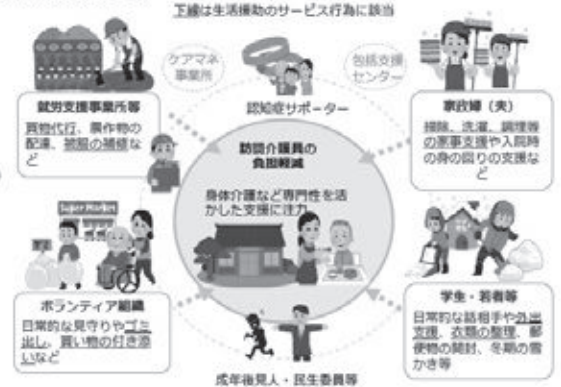 下線は生活援助のサービス行為に該当
ケアマネ
事業所
包括支援
センター
認知症サポーター
就労支援事業所等
買物代行、農作物の
配達、被服の補修な
ど
家政婦（夫）
掃除、洗濯、調理等
の家事支援や入院時
の身の回りの支援な
ど
訪問介護員の
負担軽減
身体介護など専門性を活
かした支援に注力
Super Market
ボランティア組織
日常的な見守りやゴミ
出し、買い物の付き添
いなど
学生・若者等
日常的な話相手や外出
支援、衣類の整理、郵
便物の開封、冬期の雪
かき等
成年後見人・民生委員等